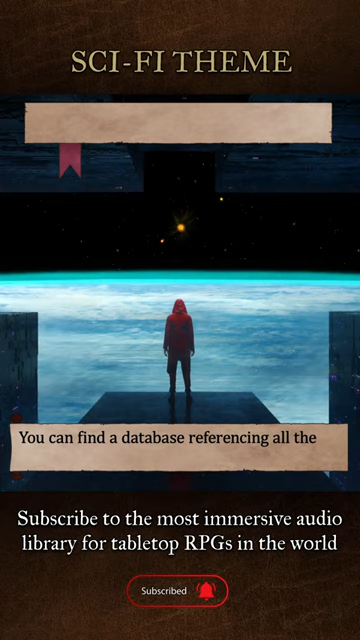 SCI-FI THEME
You can find a database referencing all the
Subscribe to the most immersive audio
library for tabletop RPGs in the world
Subscribed